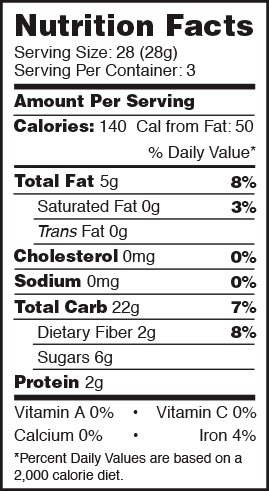 Nutrition Facts
Serving Size: 28 (28g)
Serving Per Container: 3
Amount Per Serving
Calories: 140 Cal from Fat: 50
% Daily Value*
Total Fat 5g 8%
Saturated Fat 0g 3%
Trans Fat 0g
Cholesterol 0mg 0%
Sodium 0mg 0%
Total Carb 22g 7%
Dietary Fiber 2g 8%
Sugars 6g
Protein 2g
Vitamin A 0% • Vitamin C 0%
Calcium 0% • Iron 4%
*Percent Daily Values are based on a
2,000 calorie diet.